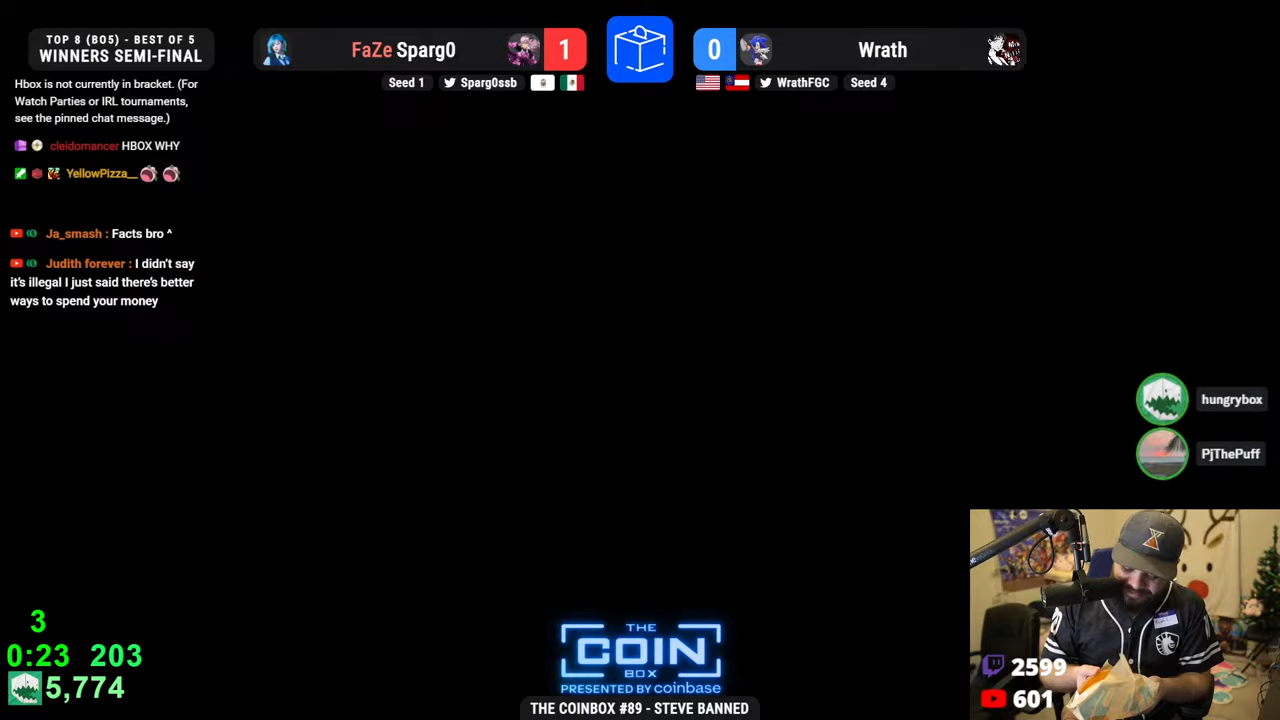 TOP 8 (BO5) - BEST OF 5
WINNERS SEMI-FINAL
FaZe Sparg0
1
0
Wrath
Seed 1
Sparg0ssb
WrathFGC
Seed 4
Hbox is not currently in bracket. (For
Watch Parties or IRL tournaments,
see the pinned chat message.)
cleidomancer HBOX WHY
YellowPizza__
Ja_smash : Facts bro ^
Judith forever : I didn't say
it's illegal I just said there's better
ways to spend your money
hungrybox
PjThePuff
3
0:23 203
5,774
THE
COIN
BOX
PRESENTED BY coinbase
THE COINBOX #89 - STEVE BANNED
2599
601